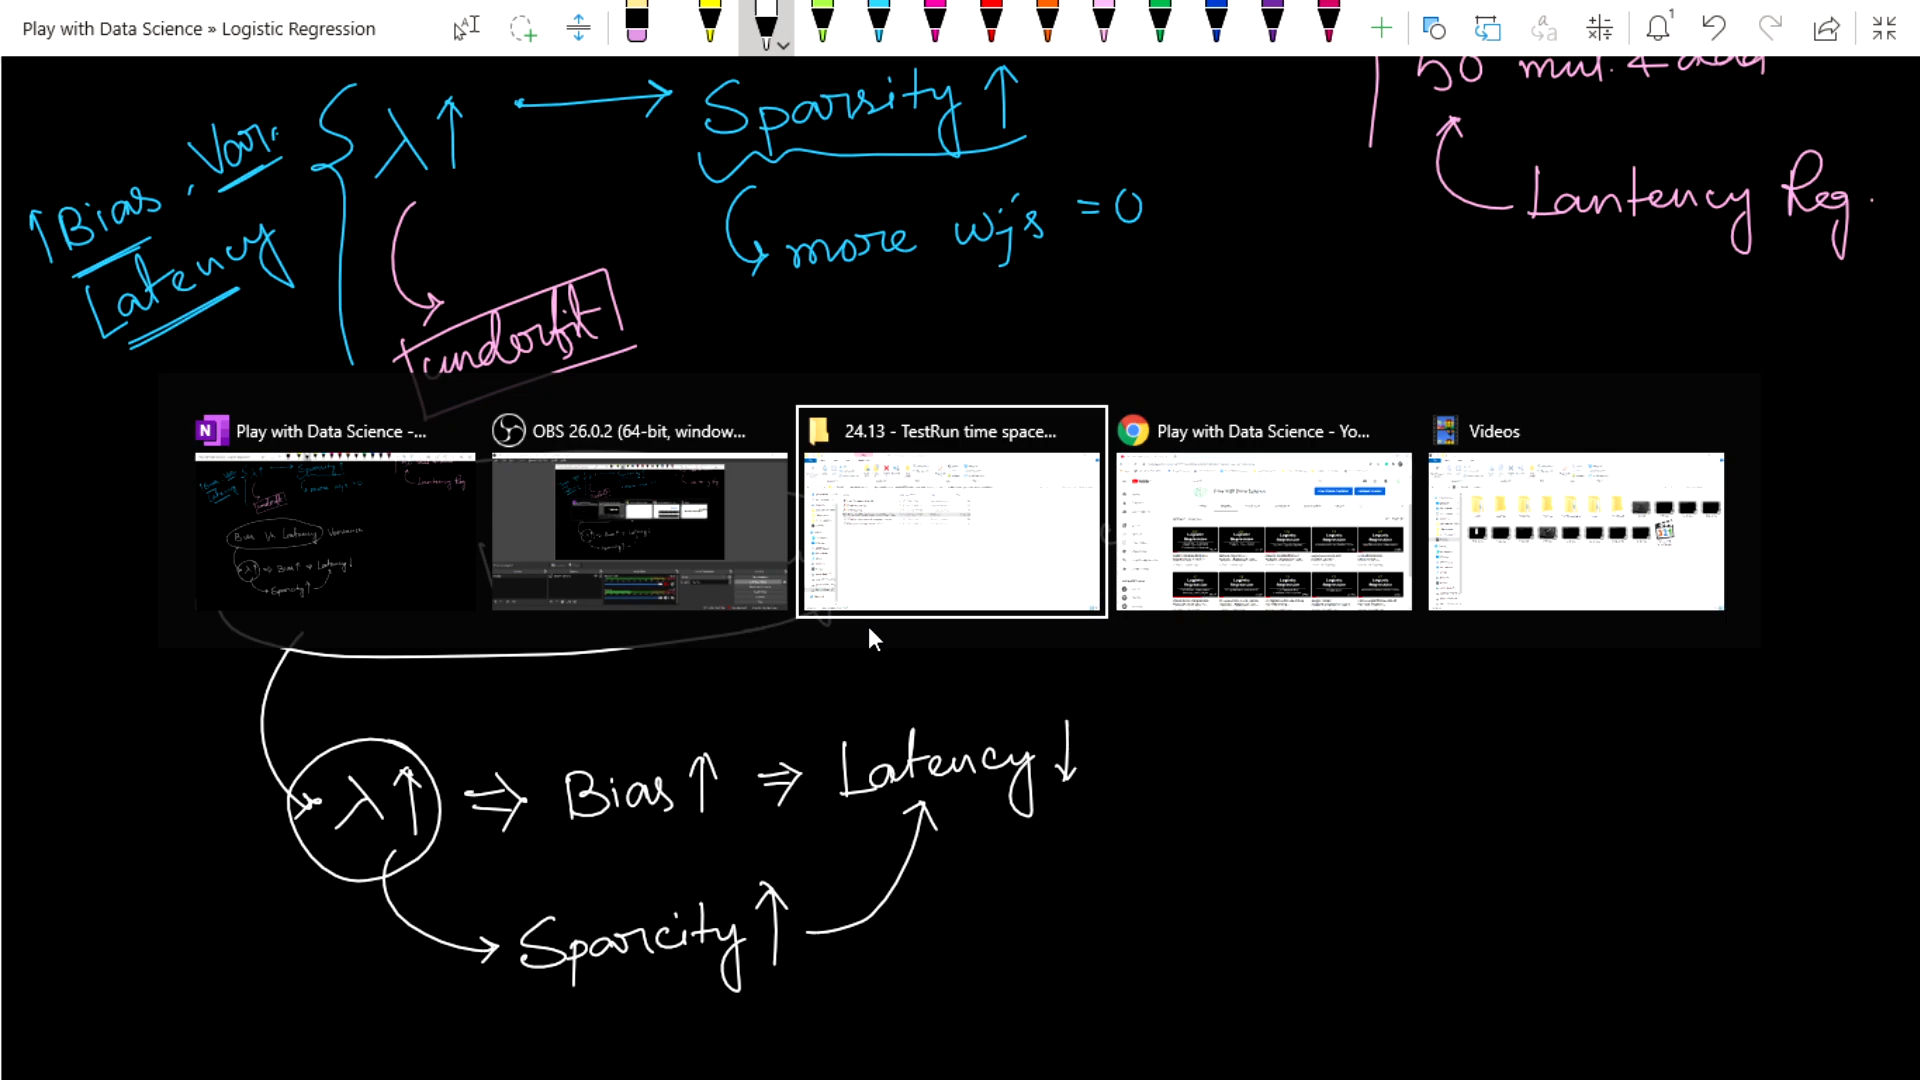 Play with Data Science » Logistic Regression
50 mul. + add
λ↑ → Sparsity ↑
↑Bias, Var.
Latency
more wj's = 0
Lantency Req.
underfit
Play with Data Science -...
OBS 26.0.2 (64-bit, window...
24.13 - TestRun time space...
Play with Data Science - Yo...
Videos
λ↑ ⇒ Bias↑ ⇒ Latency↓
Sparcity ↑